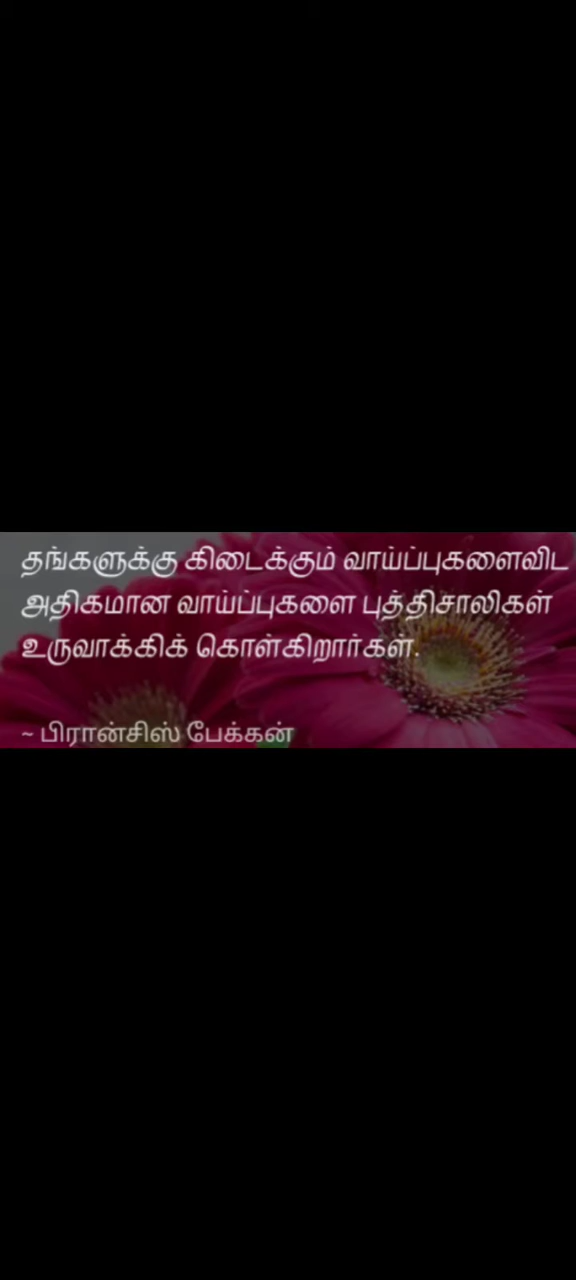 தங்களுக்கு கிடைக்கும் வாய்ப்புகளைவிட
அதிகமான வாய்ப்புகளை புத்திசாலிகள்
உருவாக்கிக் கொள்கிறார்கள்.
~ பிரான்சிஸ் பேக்கன்